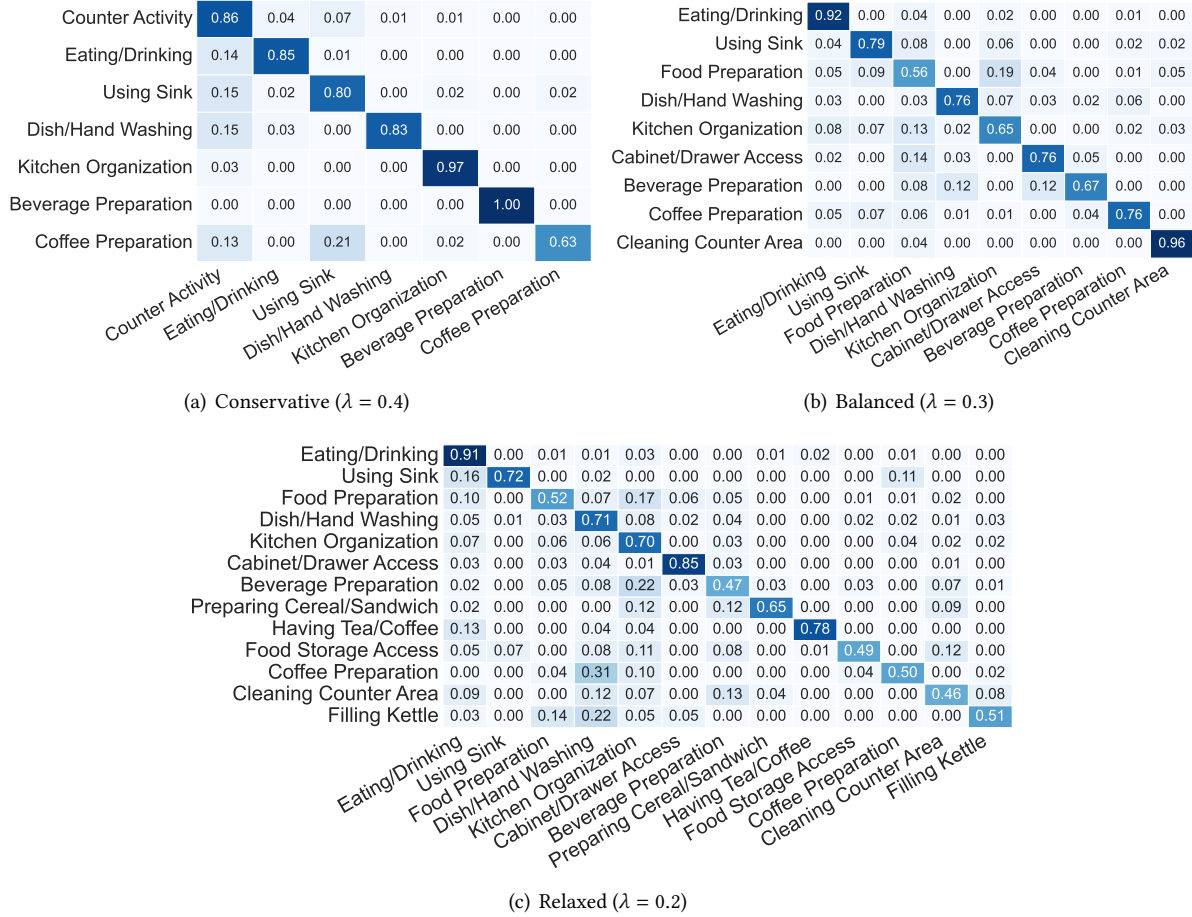 Counter Activity 0.86 0.04 0.07 0.01 0.01 0.00 0.00
Eating/Drinking 0.14 0.85 0.01 0.00 0.00 0.00 0.00
Using Sink 0.15 0.02 0.80 0.00 0.02 0.00 0.02
Dish/Hand Washing 0.15 0.03 0.00 0.83 0.00 0.00 0.00
Kitchen Organization 0.03 0.00 0.00 0.00 0.97 0.00 0.00
Beverage Preparation 0.00 0.00 0.00 0.00 0.00 1.00 0.00
Coffee Preparation 0.13 0.00 0.21 0.00 0.02 0.00 0.63
Counter Activity
Eating/Drinking
Using Sink
Dish/Hand Washing
Kitchen Organization
Beverage Preparation
Coffee Preparation
(a) Conservative (λ = 0.4)
Eating/Drinking 0.92 0.00 0.04 0.00 0.02 0.00 0.00 0.01 0.00
Using Sink 0.04 0.79 0.08 0.00 0.06 0.00 0.00 0.02 0.02
Food Preparation 0.05 0.09 0.56 0.00 0.19 0.04 0.00 0.01 0.05
Dish/Hand Washing 0.03 0.00 0.03 0.76 0.07 0.03 0.02 0.06 0.00
Kitchen Organization 0.08 0.07 0.13 0.02 0.65 0.00 0.00 0.02 0.03
Cabinet/Drawer Access 0.02 0.00 0.14 0.03 0.00 0.76 0.05 0.00 0.00
Beverage Preparation 0.00 0.00 0.08 0.12 0.00 0.12 0.67 0.00 0.00
Coffee Preparation 0.05 0.07 0.06 0.01 0.01 0.00 0.04 0.76 0.00
Cleaning Counter Area 0.00 0.00 0.04 0.00 0.00 0.00 0.00 0.00 0.96
Eating/Drinking
Using Sink
Food Preparation
Dish/Hand Washing
Kitchen Organization
Cabinet/Drawer Access
Beverage Preparation
Coffee Preparation
Cleaning Counter Area
(b) Balanced (λ = 0.3)
Eating/Drinking 0.91 0.00 0.01 0.01 0.03 0.00 0.00 0.01 0.02 0.00 0.01 0.00 0.00
Using Sink 0.16 0.72 0.00 0.02 0.00 0.00 0.00 0.00 0.00 0.00 0.11 0.00 0.00
Food Preparation 0.10 0.00 0.52 0.07 0.17 0.06 0.05 0.00 0.00 0.01 0.01 0.02 0.00
Dish/Hand Washing 0.05 0.01 0.03 0.71 0.08 0.02 0.04 0.00 0.00 0.02 0.02 0.01 0.03
Kitchen Organization 0.07 0.00 0.06 0.06 0.70 0.00 0.03 0.00 0.00 0.00 0.04 0.02 0.02
Cabinet/Drawer Access 0.03 0.00 0.03 0.04 0.01 0.85 0.03 0.00 0.00 0.00 0.00 0.01 0.00
Beverage Preparation 0.02 0.00 0.05 0.08 0.22 0.03 0.47 0.03 0.00 0.03 0.00 0.07 0.01
Preparing Cereal/Sandwich 0.02 0.00 0.00 0.00 0.12 0.00 0.12 0.65 0.00 0.00 0.00 0.09 0.00
Having Tea/Coffee 0.13 0.00 0.00 0.04 0.04 0.00 0.00 0.00 0.78 0.00 0.00 0.00 0.00
Food Storage Access 0.05 0.07 0.00 0.08 0.11 0.00 0.08 0.00 0.01 0.49 0.00 0.12 0.00
Coffee Preparation 0.00 0.00 0.04 0.31 0.10 0.00 0.00 0.00 0.00 0.04 0.50 0.00 0.02
Cleaning Counter Area 0.09 0.00 0.00 0.12 0.07 0.00 0.13 0.04 0.00 0.00 0.00 0.46 0.08
Filling Kettle 0.03 0.00 0.14 0.22 0.05 0.05 0.00 0.00 0.00 0.00 0.00 0.00 0.51
Eating/Drinking
Using Sink
Food Preparation
Dish/Hand Washing
Kitchen Organization
Cabinet/Drawer Access
Beverage Preparation
Preparing Cereal/Sandwich
Having Tea/Coffee
Food Storage Access
Coffee Preparation
Cleaning Counter Area
Filling Kettle
(c) Relaxed (λ = 0.2)